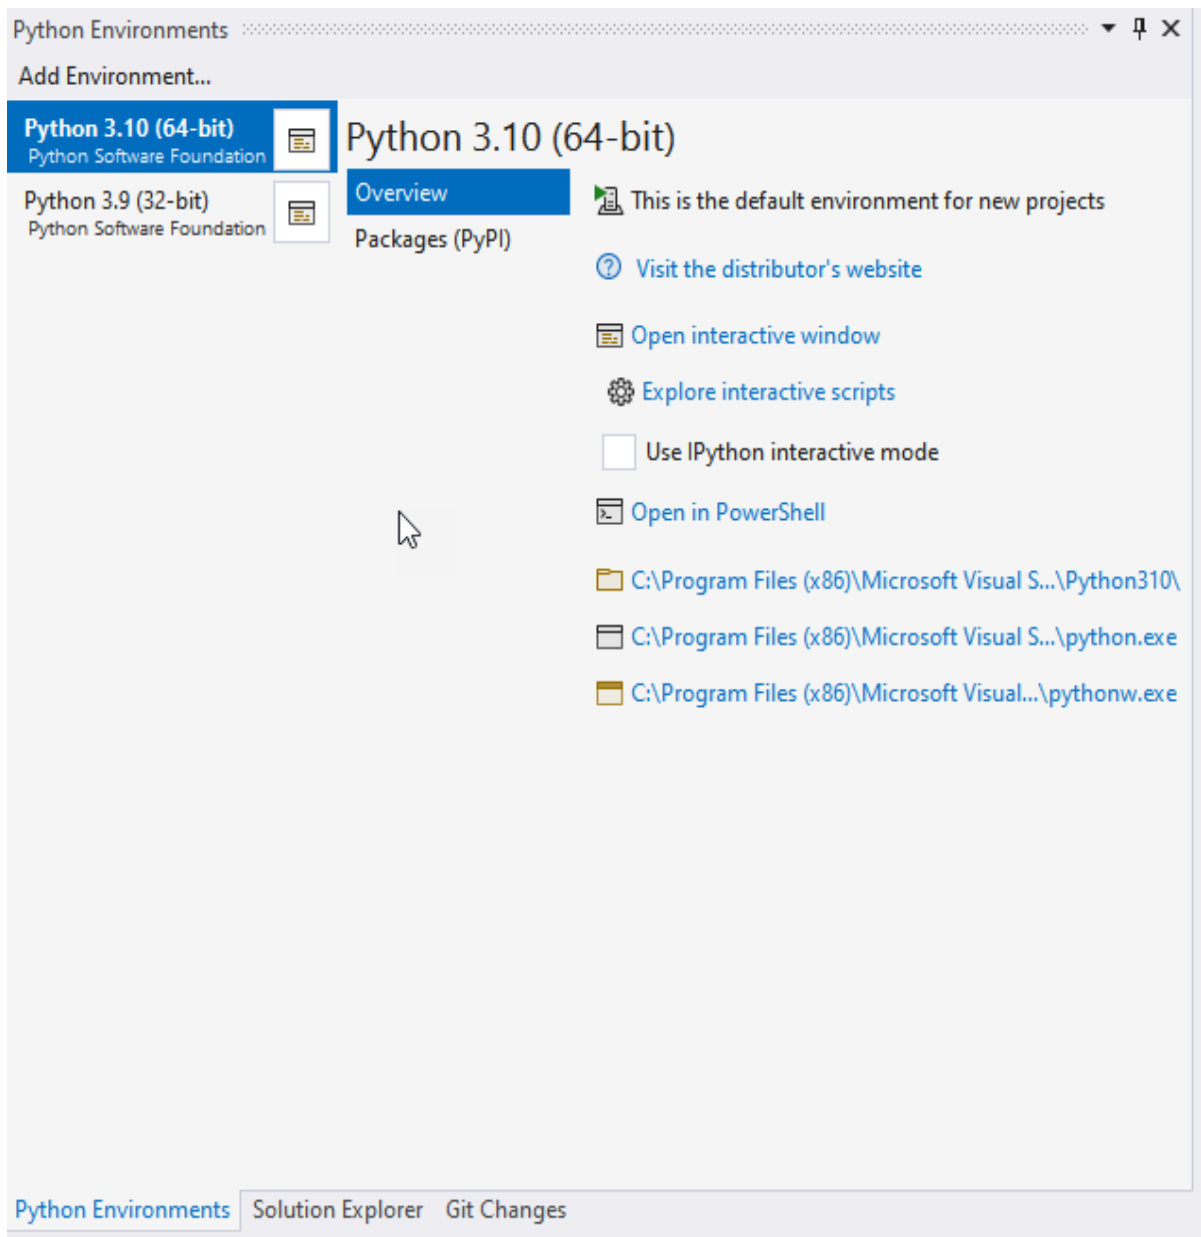 Python Environments
Add Environment...
Python 3.10 (64-bit)
Python Software Foundation
Python 3.9 (32-bit)
Python Software Foundation
Python 3.10 (64-bit)
Overview
Packages (PyPI)
This is the default environment for new projects
Visit the distributor's website
Open interactive window
Explore interactive scripts
Use IPython interactive mode
Open in PowerShell
C:\Program Files (x86)\Microsoft Visual S...\Python310\
C:\Program Files (x86)\Microsoft Visual S...\python.exe
C:\Program Files (x86)\Microsoft Visual...\pythonw.exe
Python Environments Solution Explorer Git Changes